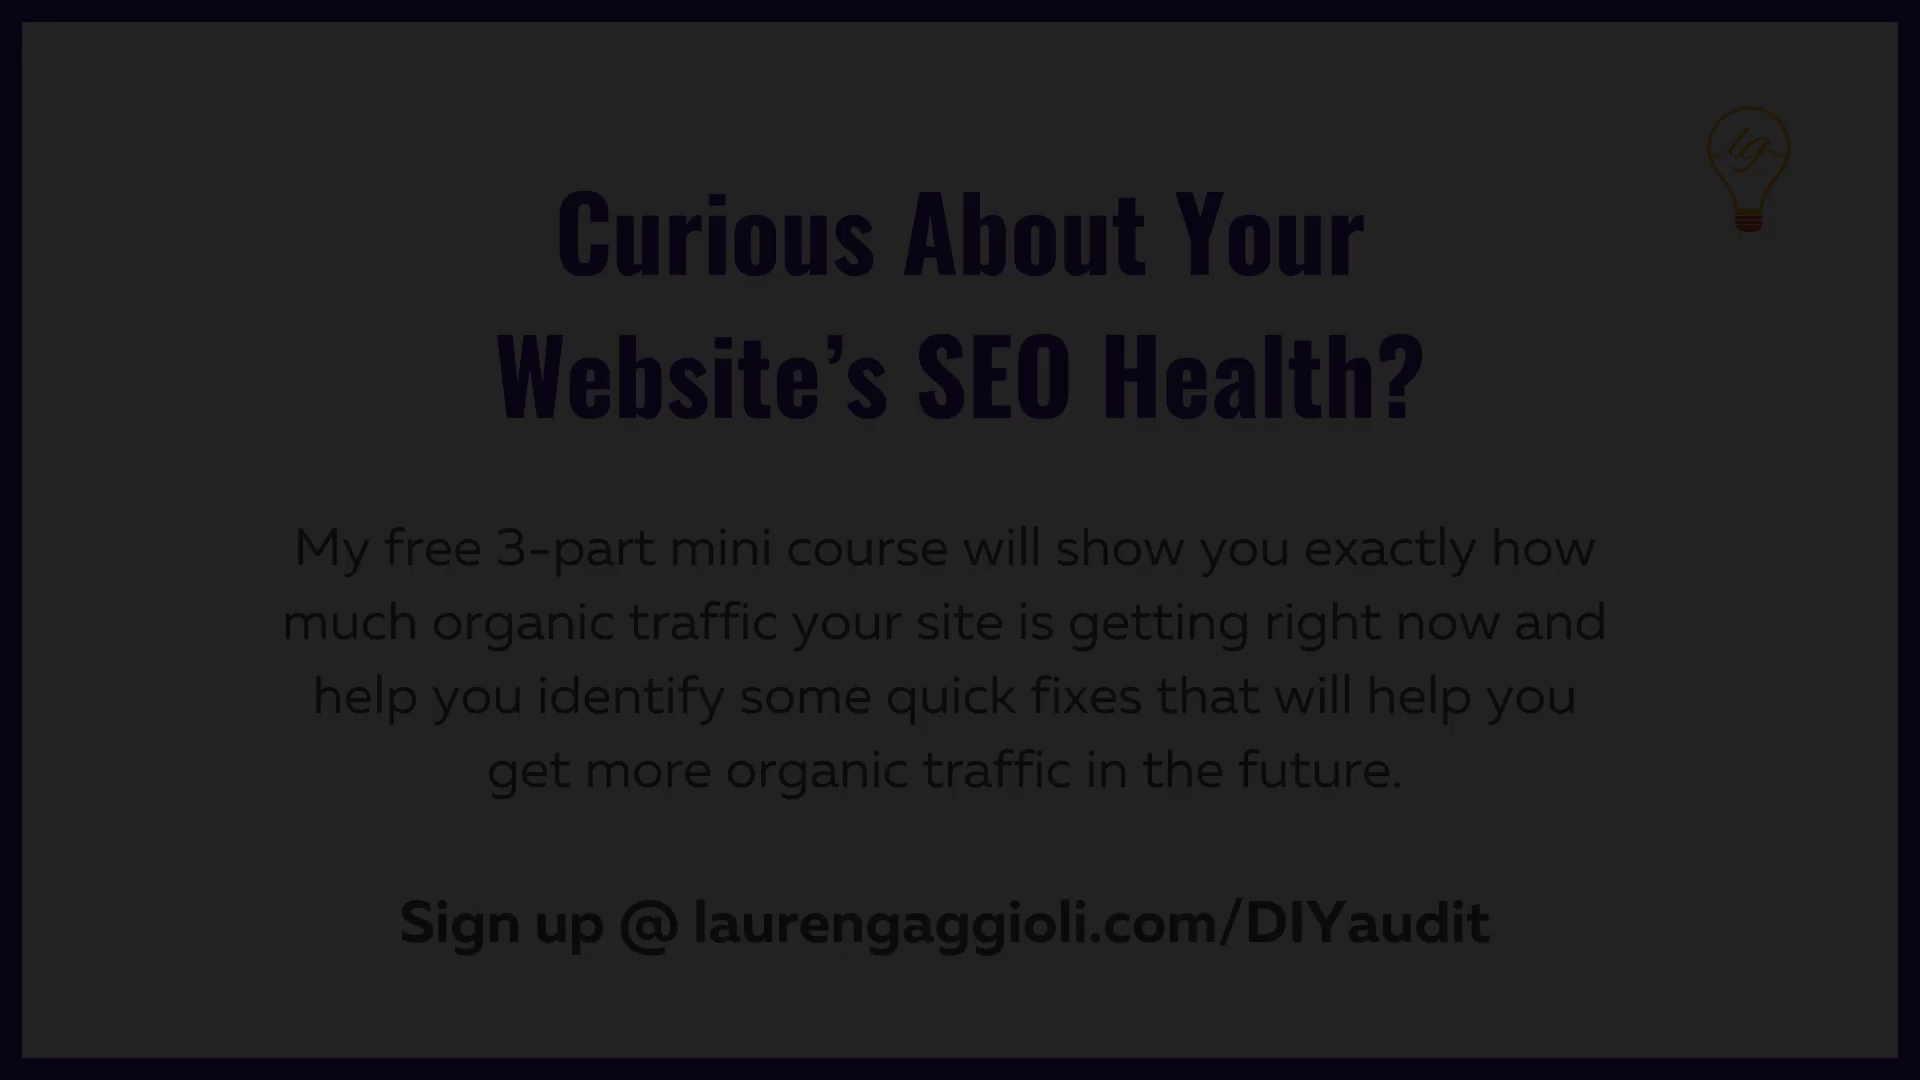 lg
Curious About Your
Website’s SEO Health?
My free 3-part mini course will show you exactly how
much organic traffic your site is getting right now and
help you identify some quick fixes that will help you
get more organic traffic in the future.
Sign up @ laurengaggioli.com/DIYaudit